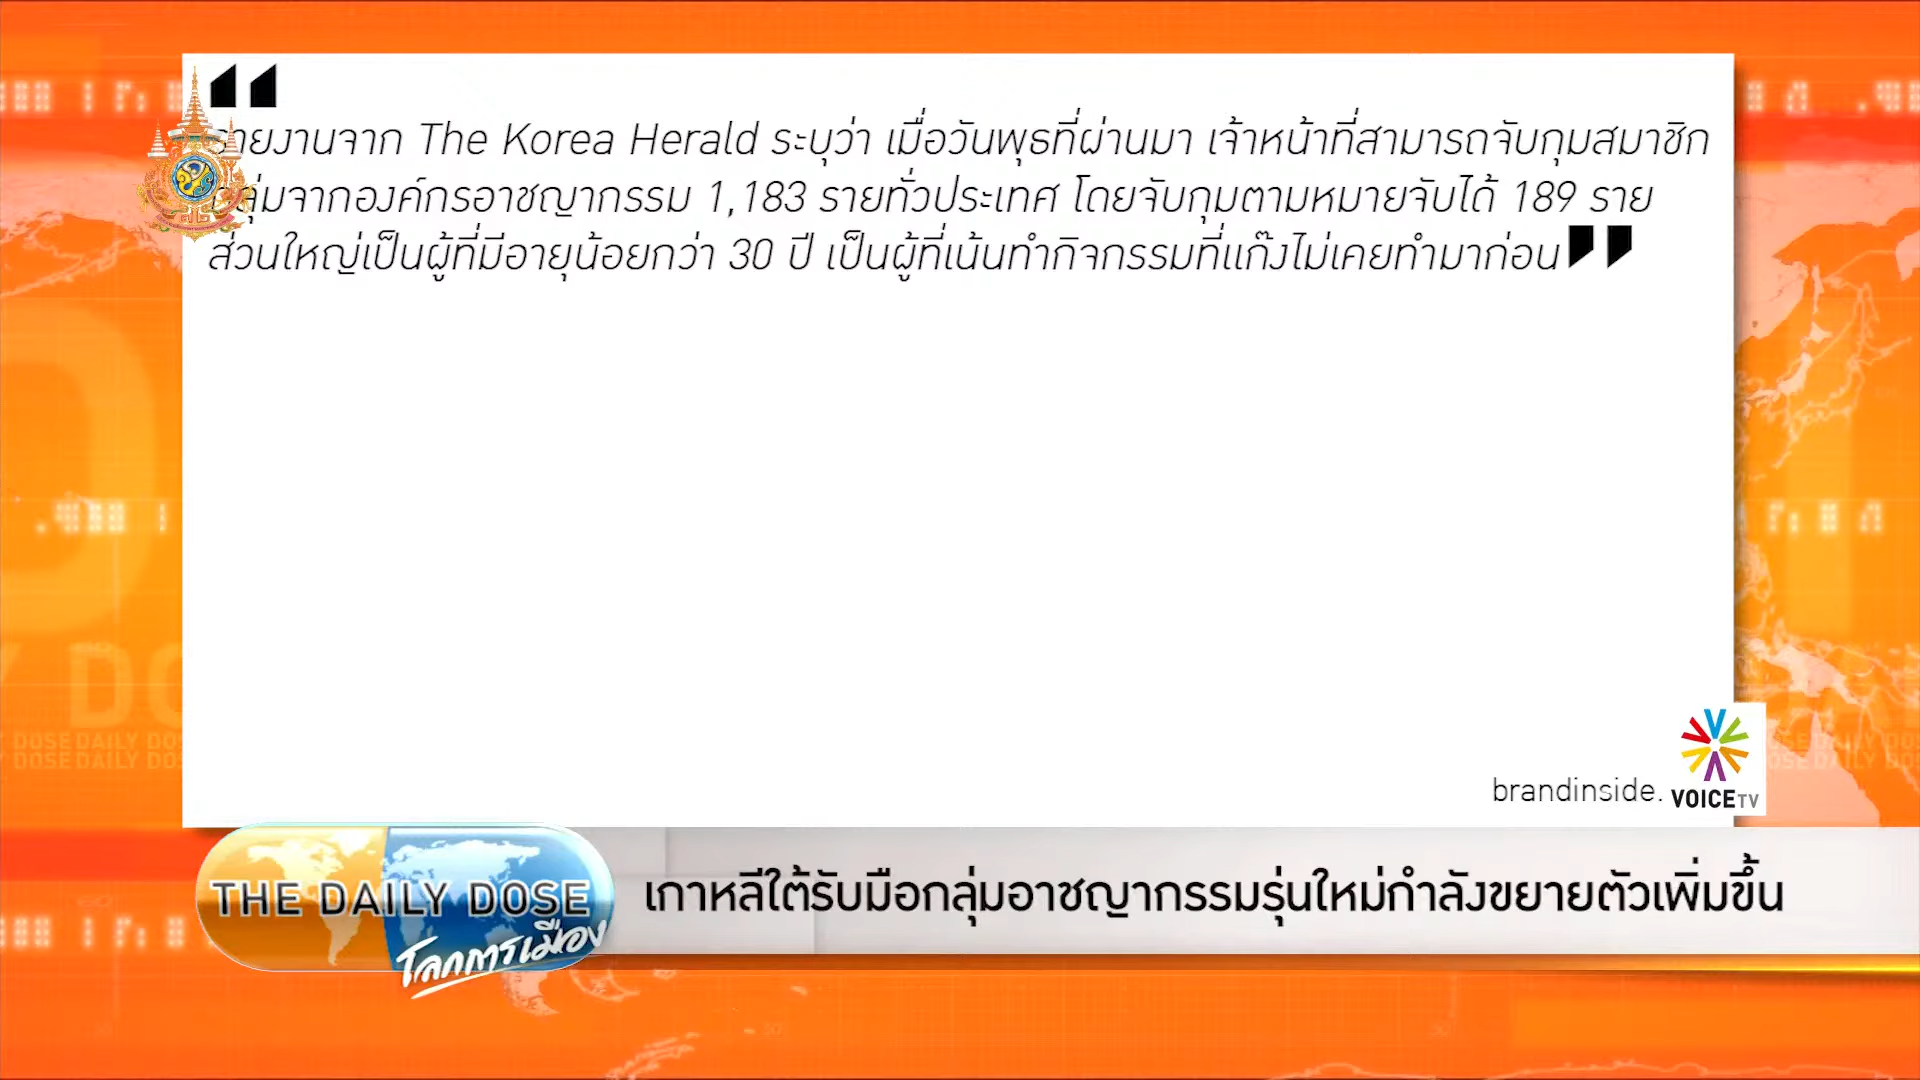 รายงานจาก The Korea Herald ระบุว่า เมื่อวันพุธที่ผ่านมา เจ้าหน้าที่สามารถจับกุมสมาชิก
กลุ่มจากองค์กรอาชญากรรม 1,183 รายทั่วประเทศ โดยจับกุมตามหมายจับได้ 189 ราย
ส่วนใหญ่เป็นผู้ที่มีอายุน้อยกว่า 30 ปี เป็นผู้ที่เน้นทำกิจกรรมที่แก๊งไม่เคยทำมาก่อน
brandinside.
VOICE TV
THE DAILY DOSE
โลกการเมือง
เกาหลีใต้รับมือกลุ่มอาชญากรรมรุ่นใหม่กำลังขยายตัวเพิ่มขึ้น
DOSE DAILY DOSE
DOSE DAILY DOSE